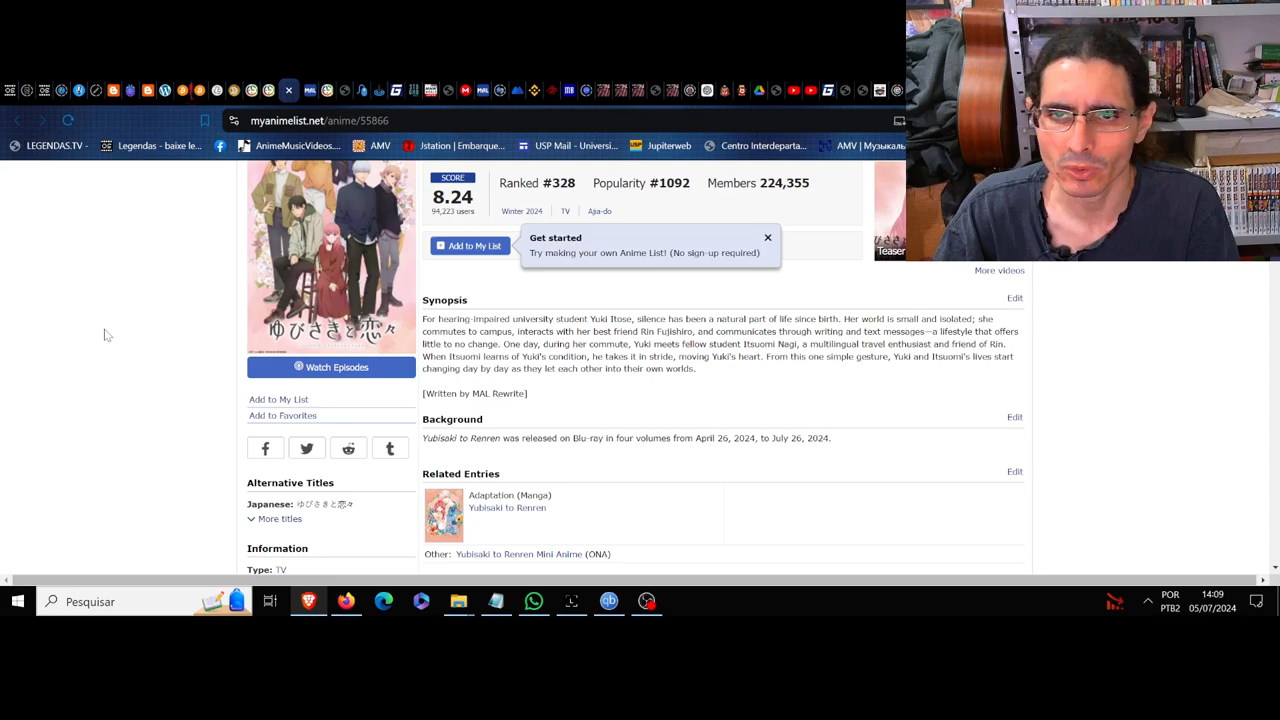 myanimelist.net/anime/55866
LEGENDAS.TV -
Legendas - baixe le...
AnimeMusicVideos....
AMV
Jstation | Embarque...
USP Mail - Universi...
Jupiterweb
Centro Interdeparta...
AMV | Музыкаль
SCORE
8.24
94,223 users
Ranked #328
Popularity #1092
Members 224,355
Winter 2024
TV
Ajia-do
Add to My List
Get started
Try making your own Anime List! (No sign-up required)
Teaser
More videos
ゆびさきと恋々
Watch Episodes
Add to My List
Add to Favorites
Alternative Titles
Japanese: ゆびさきと恋々
More titles
Information
Type: TV
Synopsis
Edit
For hearing-impaired university student Yuki Itose, silence has been a natural part of life since birth. Her world is small and isolated; she
commutes to campus, interacts with her best friend Rin Fujishiro, and communicates through writing and text messages—a lifestyle that offers
little to no change. One day, during her commute, Yuki meets fellow student Itsuomi Nagi, a multilingual travel enthusiast and friend of Rin.
When Itsuomi learns of Yuki's condition, he takes it in stride, moving Yuki's heart. From this one simple gesture, Yuki and Itsuomi's lives start
changing day by day as they let each other into their own worlds.
[Written by MAL Rewrite]
Background
Edit
Yubisaki to Renren was released on Blu-ray in four volumes from April 26, 2024, to July 26, 2024.
Related Entries
Edit
Adaptation (Manga)
Yubisaki to Renren
Other: Yubisaki to Renren Mini Anime (ONA)
Pesquisar
POR
PTB2
14:09
05/07/2024